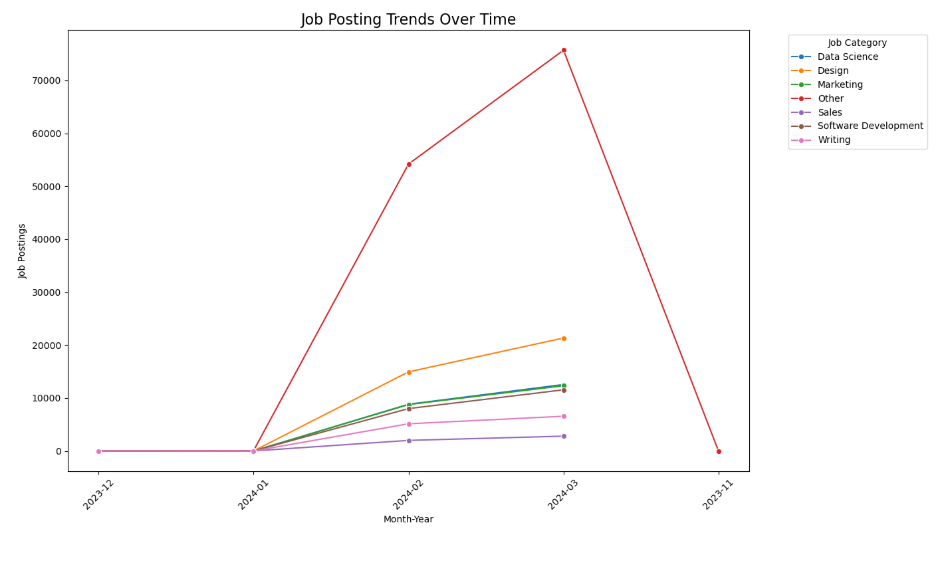 Job Posting Trends Over Time
Job Category
Data Science
Design
Marketing
Other
Sales
Software Development
Writing
70000
60000
50000
40000
30000
20000
10000
0
Job Postings
2023-12
2024-01
2024-02
2024-03
2023-11
Month-Year